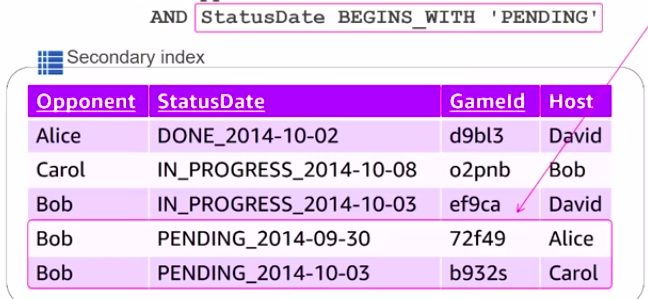 AND StatusDate BEGINS_WITH 'PENDING'
Secondary index
Opponent StatusDate GameId Host
Alice DONE_2014-10-02 d9bl3 David
Carol IN_PROGRESS_2014-10-08 o2pnb Bob
Bob IN_PROGRESS_2014-10-03 ef9ca David
Bob PENDING_2014-09-30 72f49 Alice
Bob PENDING_2014-10-03 b932s Carol